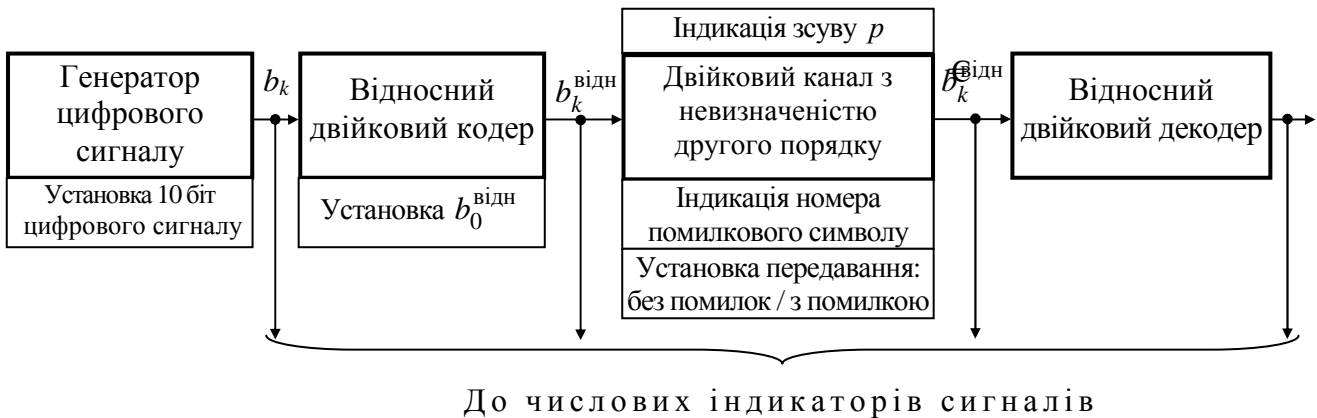 Індикація зсуву p
Генератор
цифрового
сигналу
Установка 10 біт
цифрового сигналу
b_k
Відносний
двійковий кодер
Установка b_0^відн
b_k^відн
Двійковий канал з
невизначеністю
другого порядку
Індикація номера
помилкового символу
Установка передавання:
без помилок / з помилкою
b_k^відн
Відносний
двійковий декодер
До числових індикаторів сигналів